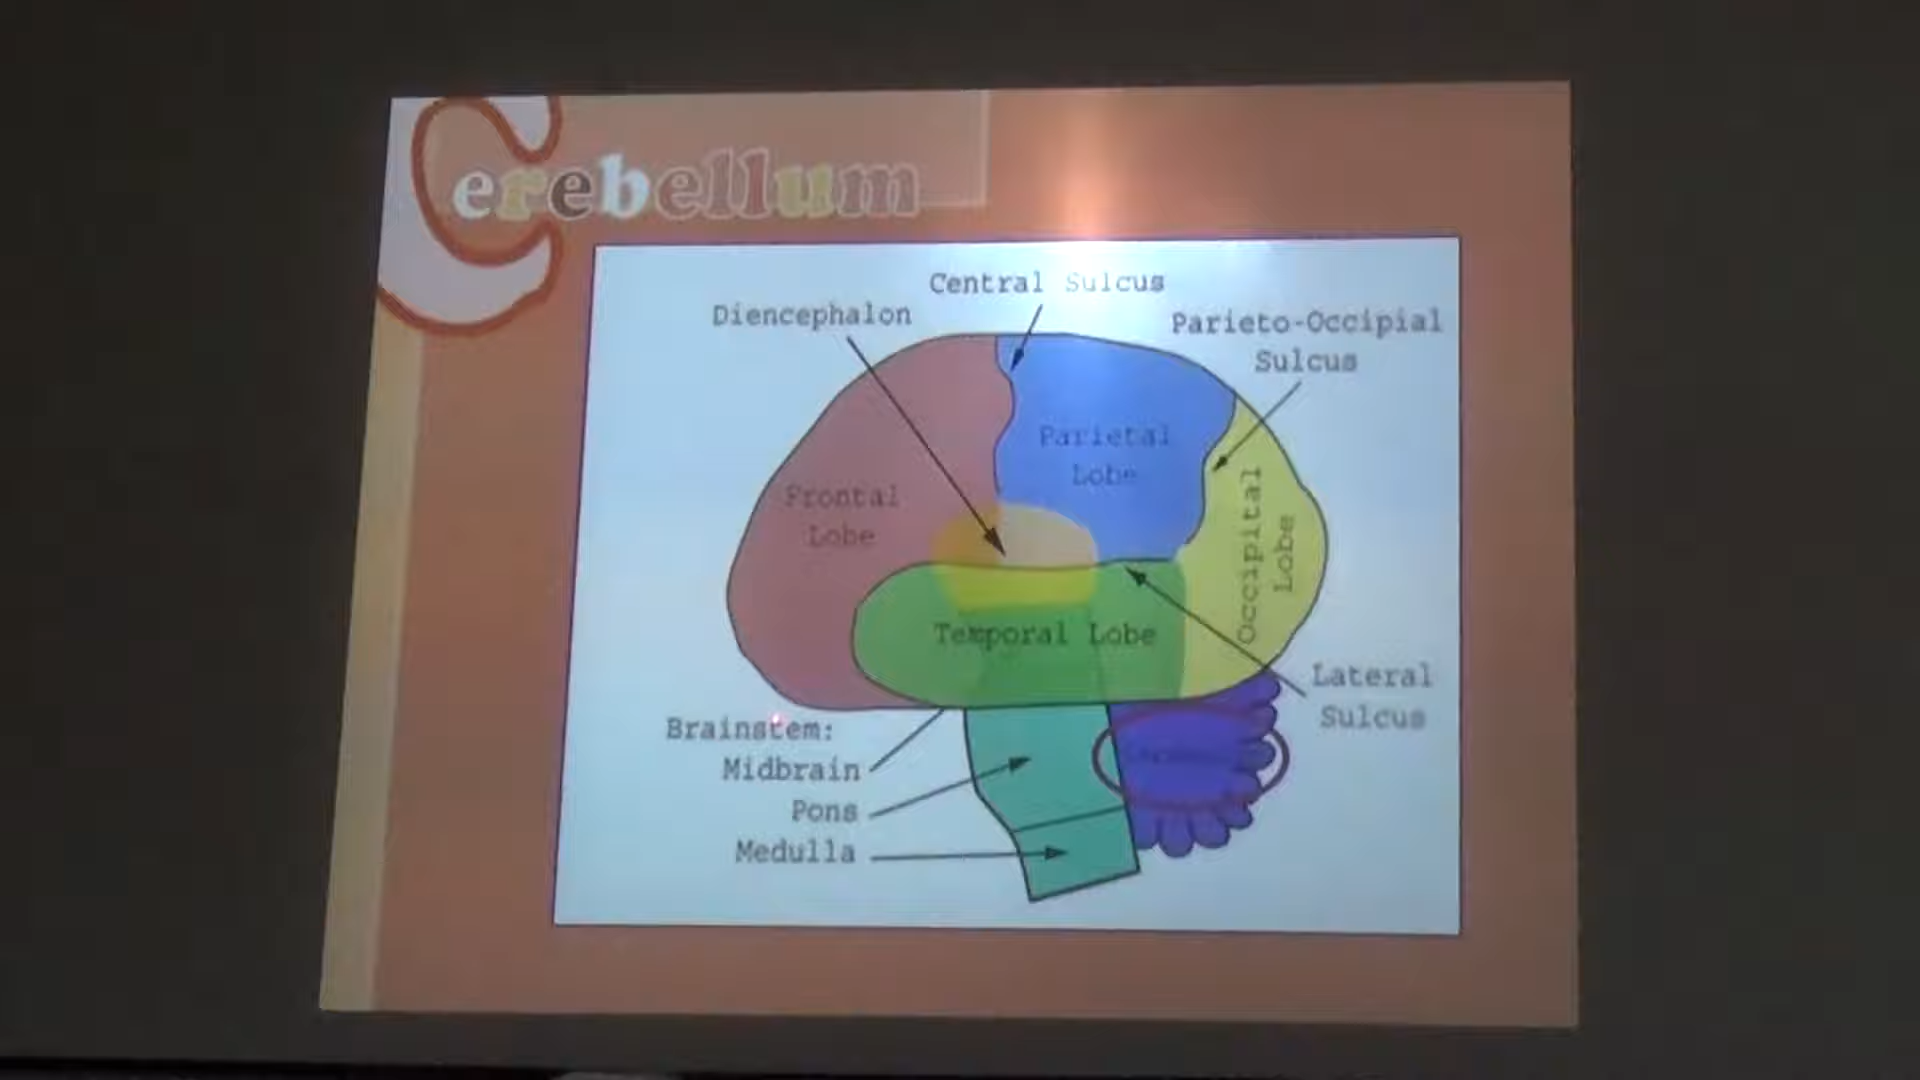 Cerebellum
Central Sulcus
Diencephalon
Parieto-Occipial
Sulcus
Parietal
Lobe
Frontal
Lobe
Occipital
Lobe
Temporal Lobe
Lateral
Sulcus
Brainstem:
Midbrain
Pons
Medulla